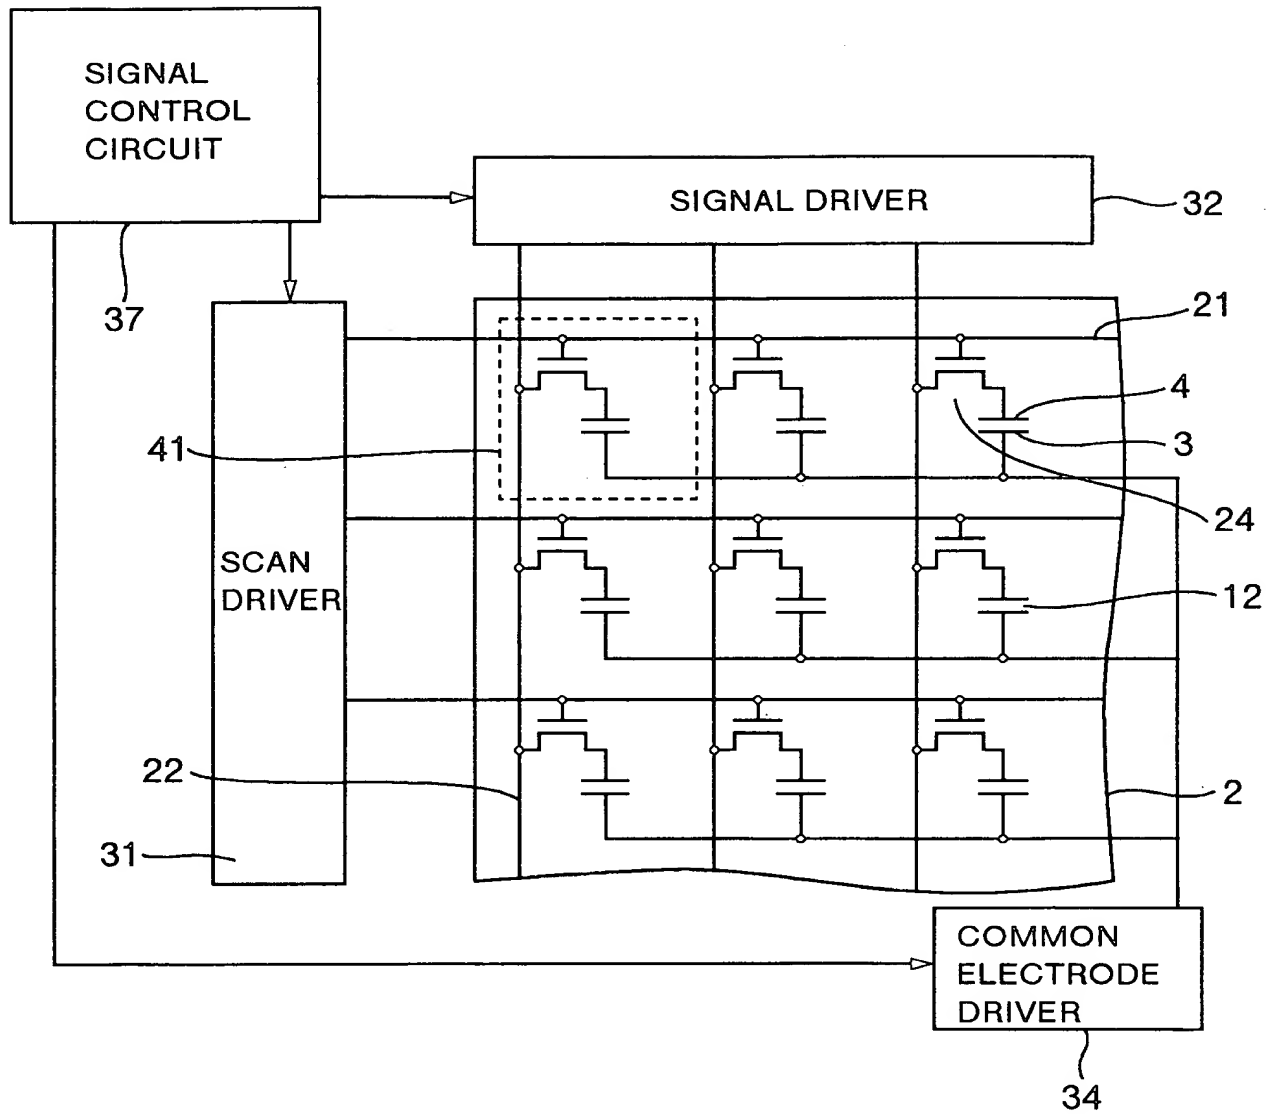 SIGNAL
CONTROL
CIRCUIT
SIGNAL DRIVER
32
37
21
4
41
3
24
SCAN
DRIVER
12
22
2
31
COMMON
ELECTRODE
DRIVER
34